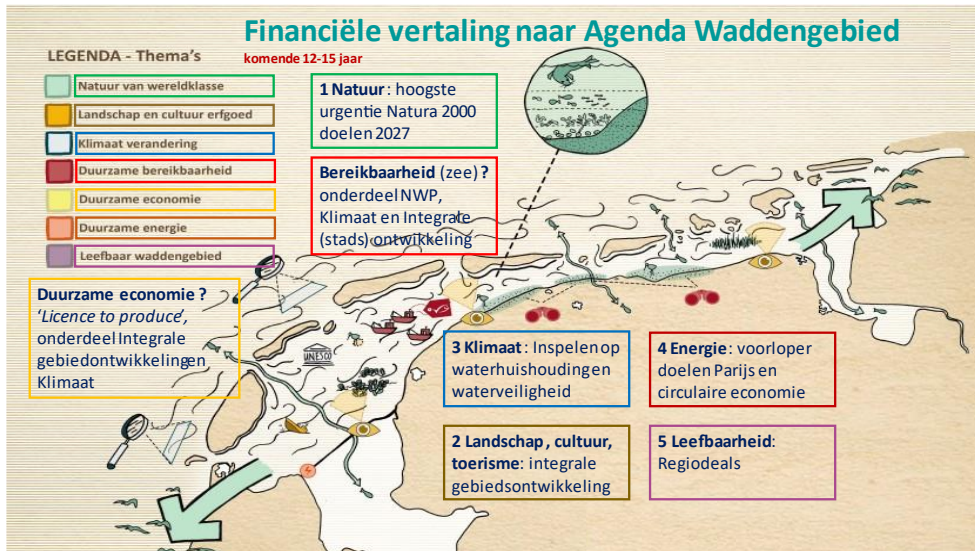 Financiële vertaling naar Agenda Waddengebied
komende 12-15 jaar
LEGENDA - Thema's
Natuur van wereldklasse
Landschap en cultuur erfgoed
Klimaat verandering
Duurzame bereikbaarheid
Duurzame economie
Duurzame energie
Leefbaar waddengebied
1 Natuur: hoogste
urgentie Natura 2000
doelen 2027
Bereikbaarheid (zee) ?
onderdeel NWP,
Klimaat en Integrale
(stads) ontwikkeling
Duurzame economie ?
'Licence to produce',
onderdeel Integrale
gebiedontwikkeling en
Klimaat
UNESCO
3 Klimaat: Inspelen op
waterhuishouding en
waterveiligheid
4 Energie: voorloper
doelen Parijs en
circulaire economie
2 Landschap, cultuur,
toerisme: integrale
gebiedsontwikkeling
5 Leefbaarheid:
Regiodeals